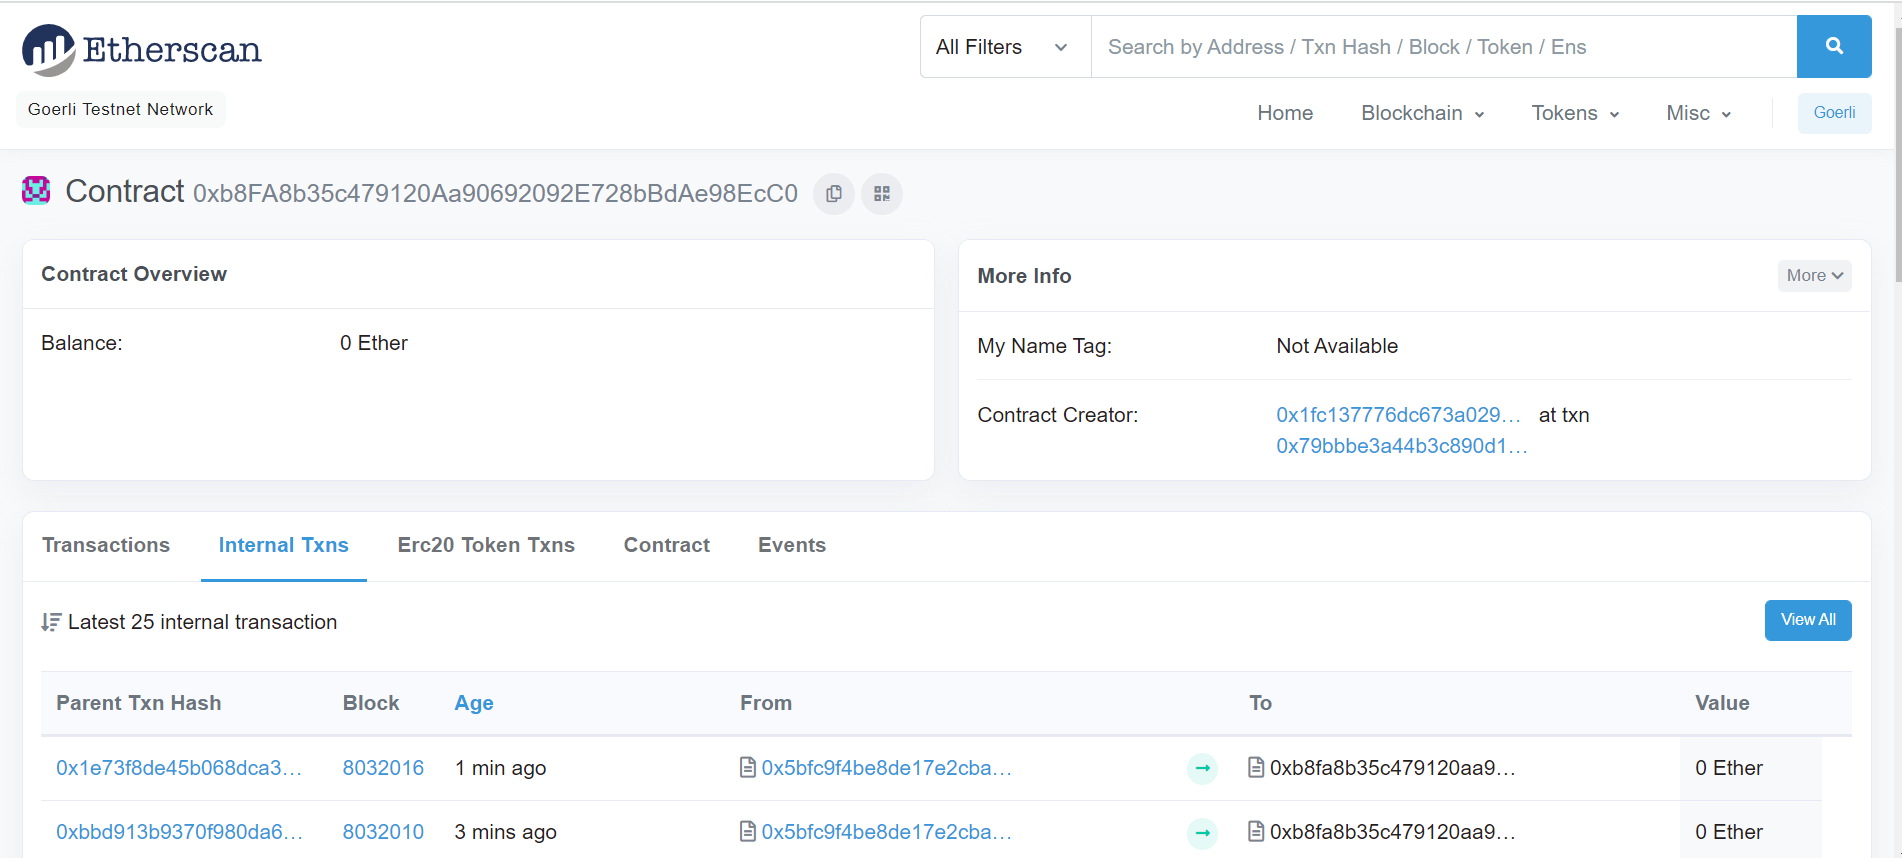 Etherscan
All Filters
Search by Address / Txn Hash / Block / Token / Ens
Goerli Testnet Network
Home Blockchain Tokens Misc Goerli
Contract 0xb8FA8b35c479120Aa90692092E728bBdAe98EcC0
Contract Overview
Balance: 0 Ether
More Info More
My Name Tag: Not Available
Contract Creator: 0x1fc137776dc673a029... at txn
0x79bbbe3a44b3c890d1...
Transactions Internal Txns Erc20 Token Txns Contract Events
Latest 25 internal transaction View All
Parent Txn Hash Block Age From To Value
0x1e73f8de45b068dca3... 8032016 1 min ago 0x5bfc9f4be8de17e2cba... 0xb8fa8b35c479120aa9... 0 Ether
0xbbd913b9370f980da6... 8032010 3 mins ago 0x5bfc9f4be8de17e2cba... 0xb8fa8b35c479120aa9... 0 Ether